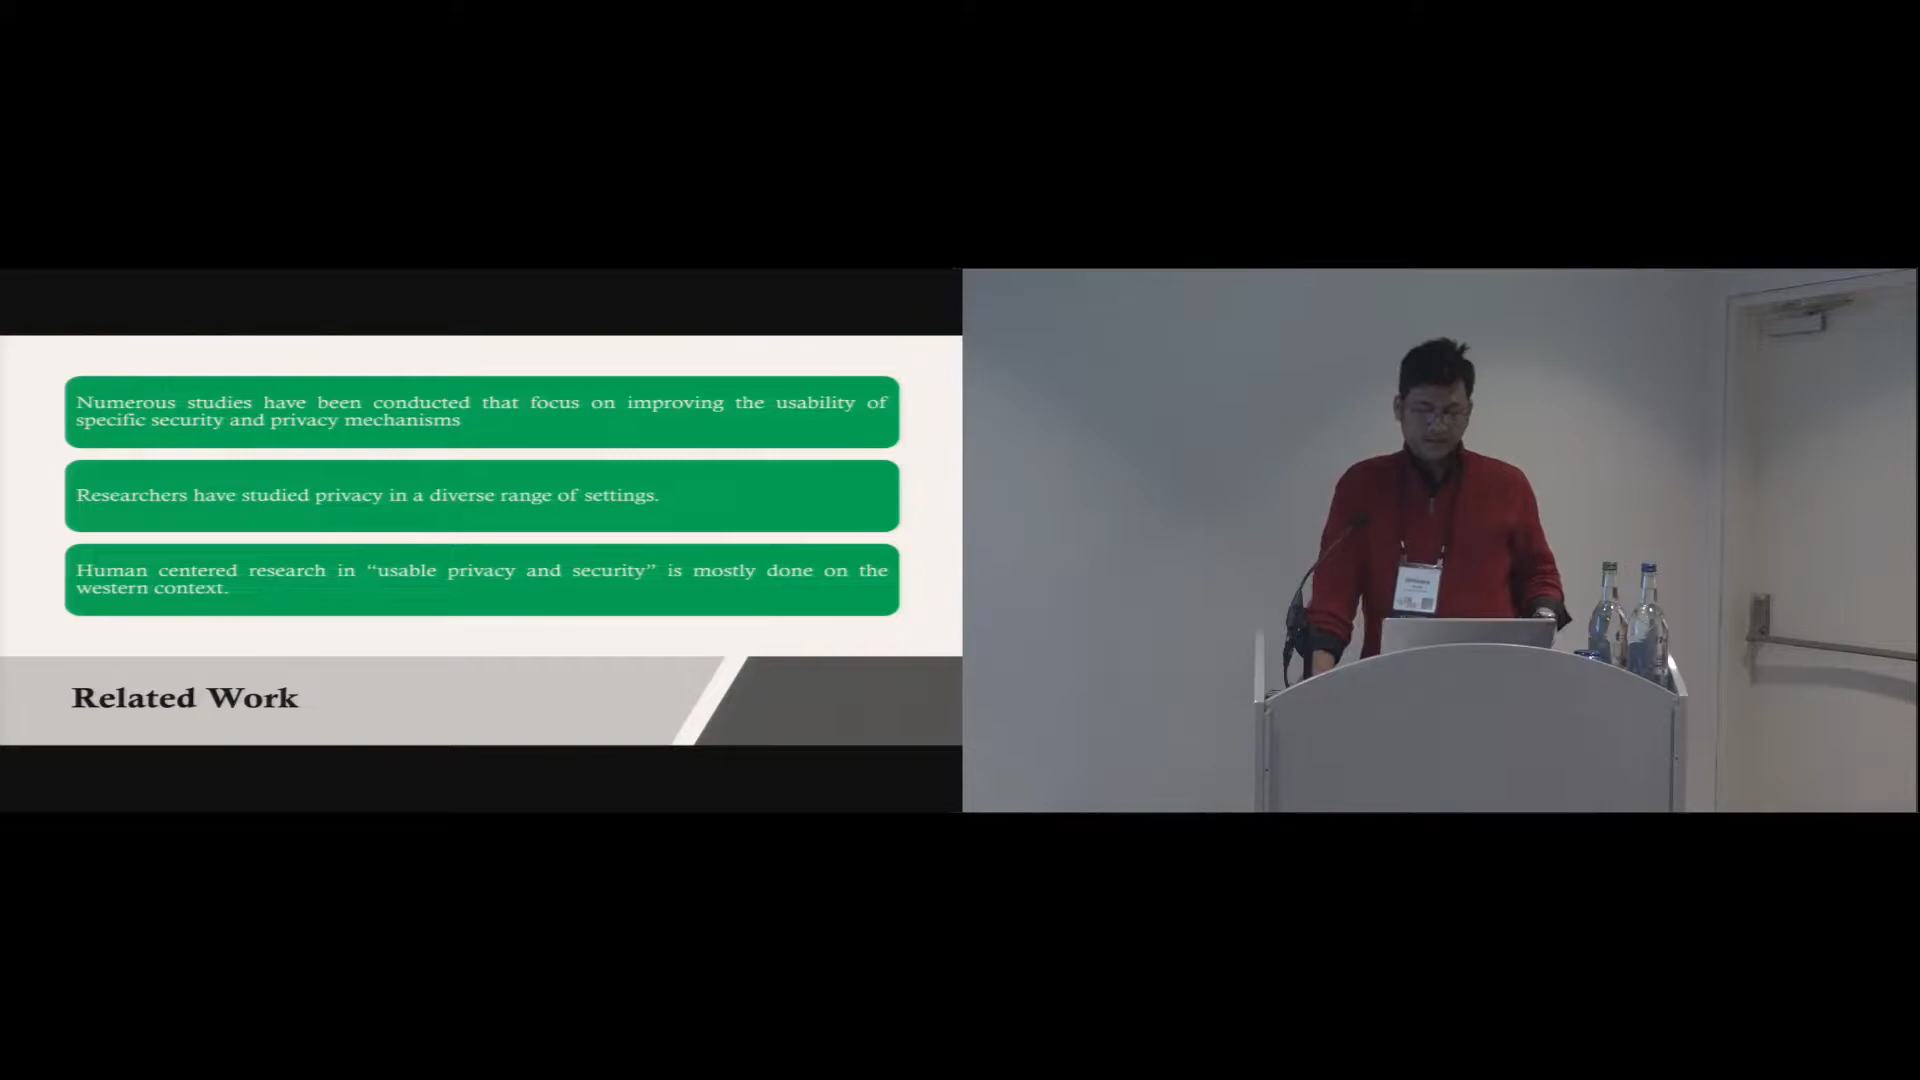 Numerous studies have been conducted that focus on improving the usability of
specific security and privacy mechanisms
Researchers have studied privacy in a diverse range of settings.
Human centered research in “usable privacy and security” is mostly done on the
western context.
Related Work